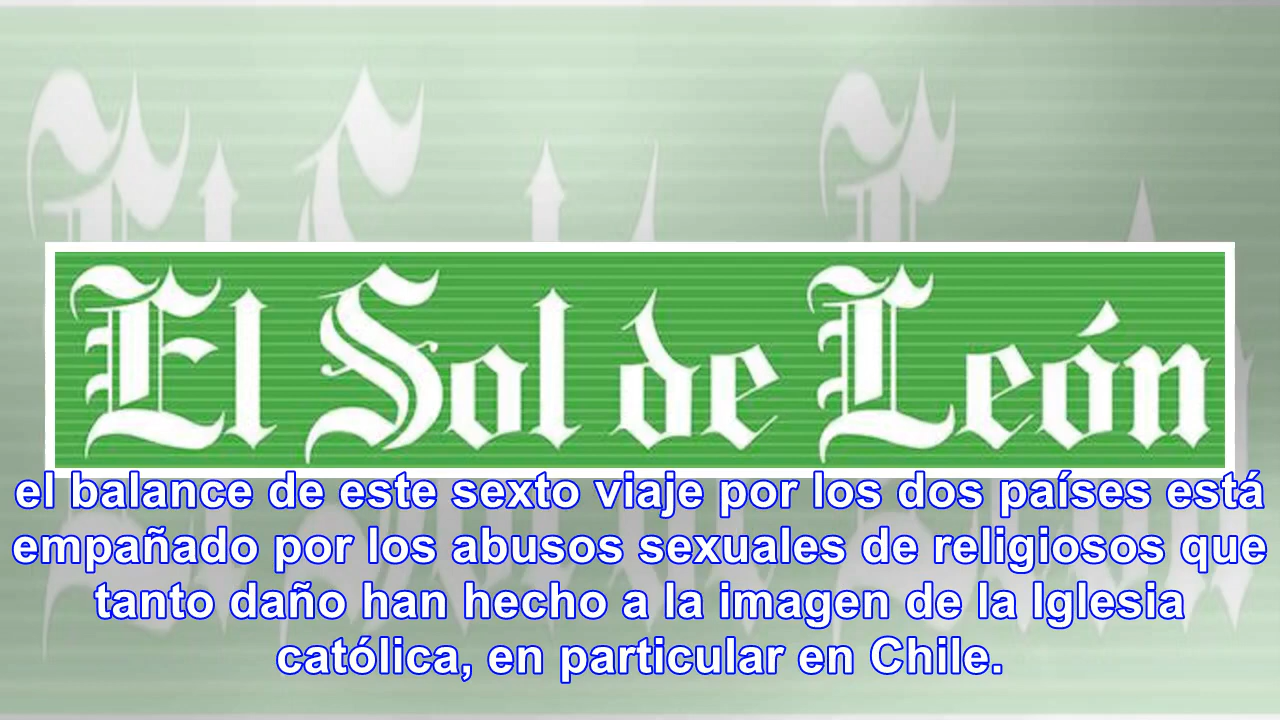 El Sol de León
el balance de este sexto viaje por los dos países está
empañado por los abusos sexuales de religiosos que
tanto daño han hecho a la imagen de la Iglesia
católica, en particular en Chile.